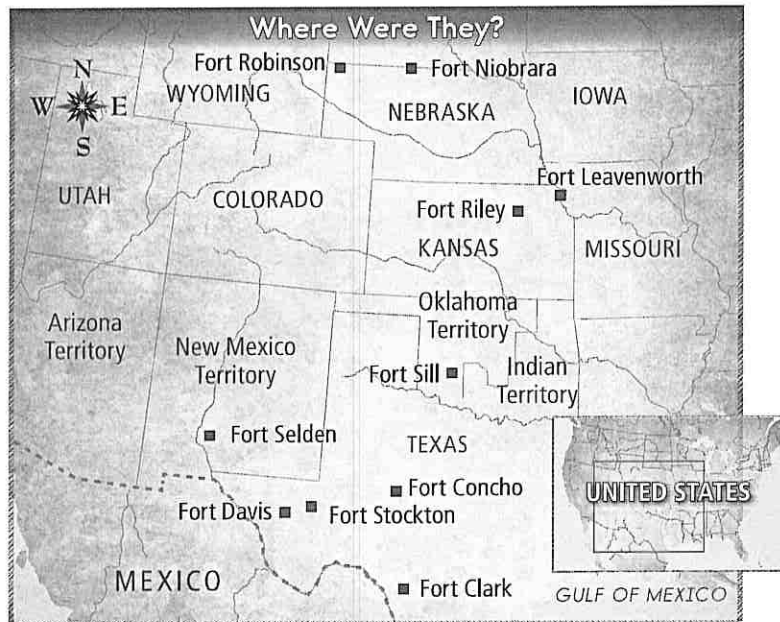 Where Were They?
Fort Robinson
Fort Niobrara
N
W
E
S
WYOMING
NEBRASKA
IOWA
UTAH
COLORADO
Fort Leavenworth
Fort Riley
KANSAS
MISSOURI
Arizona
Territory
New Mexico
Territory
Oklahoma
Territory
Fort Sill
Indian
Territory
Fort Selden
TEXAS
Fort Concho
Fort Davis
Fort Stockton
UNITED STATES
MEXICO
Fort Clark
GULF OF MEXICO